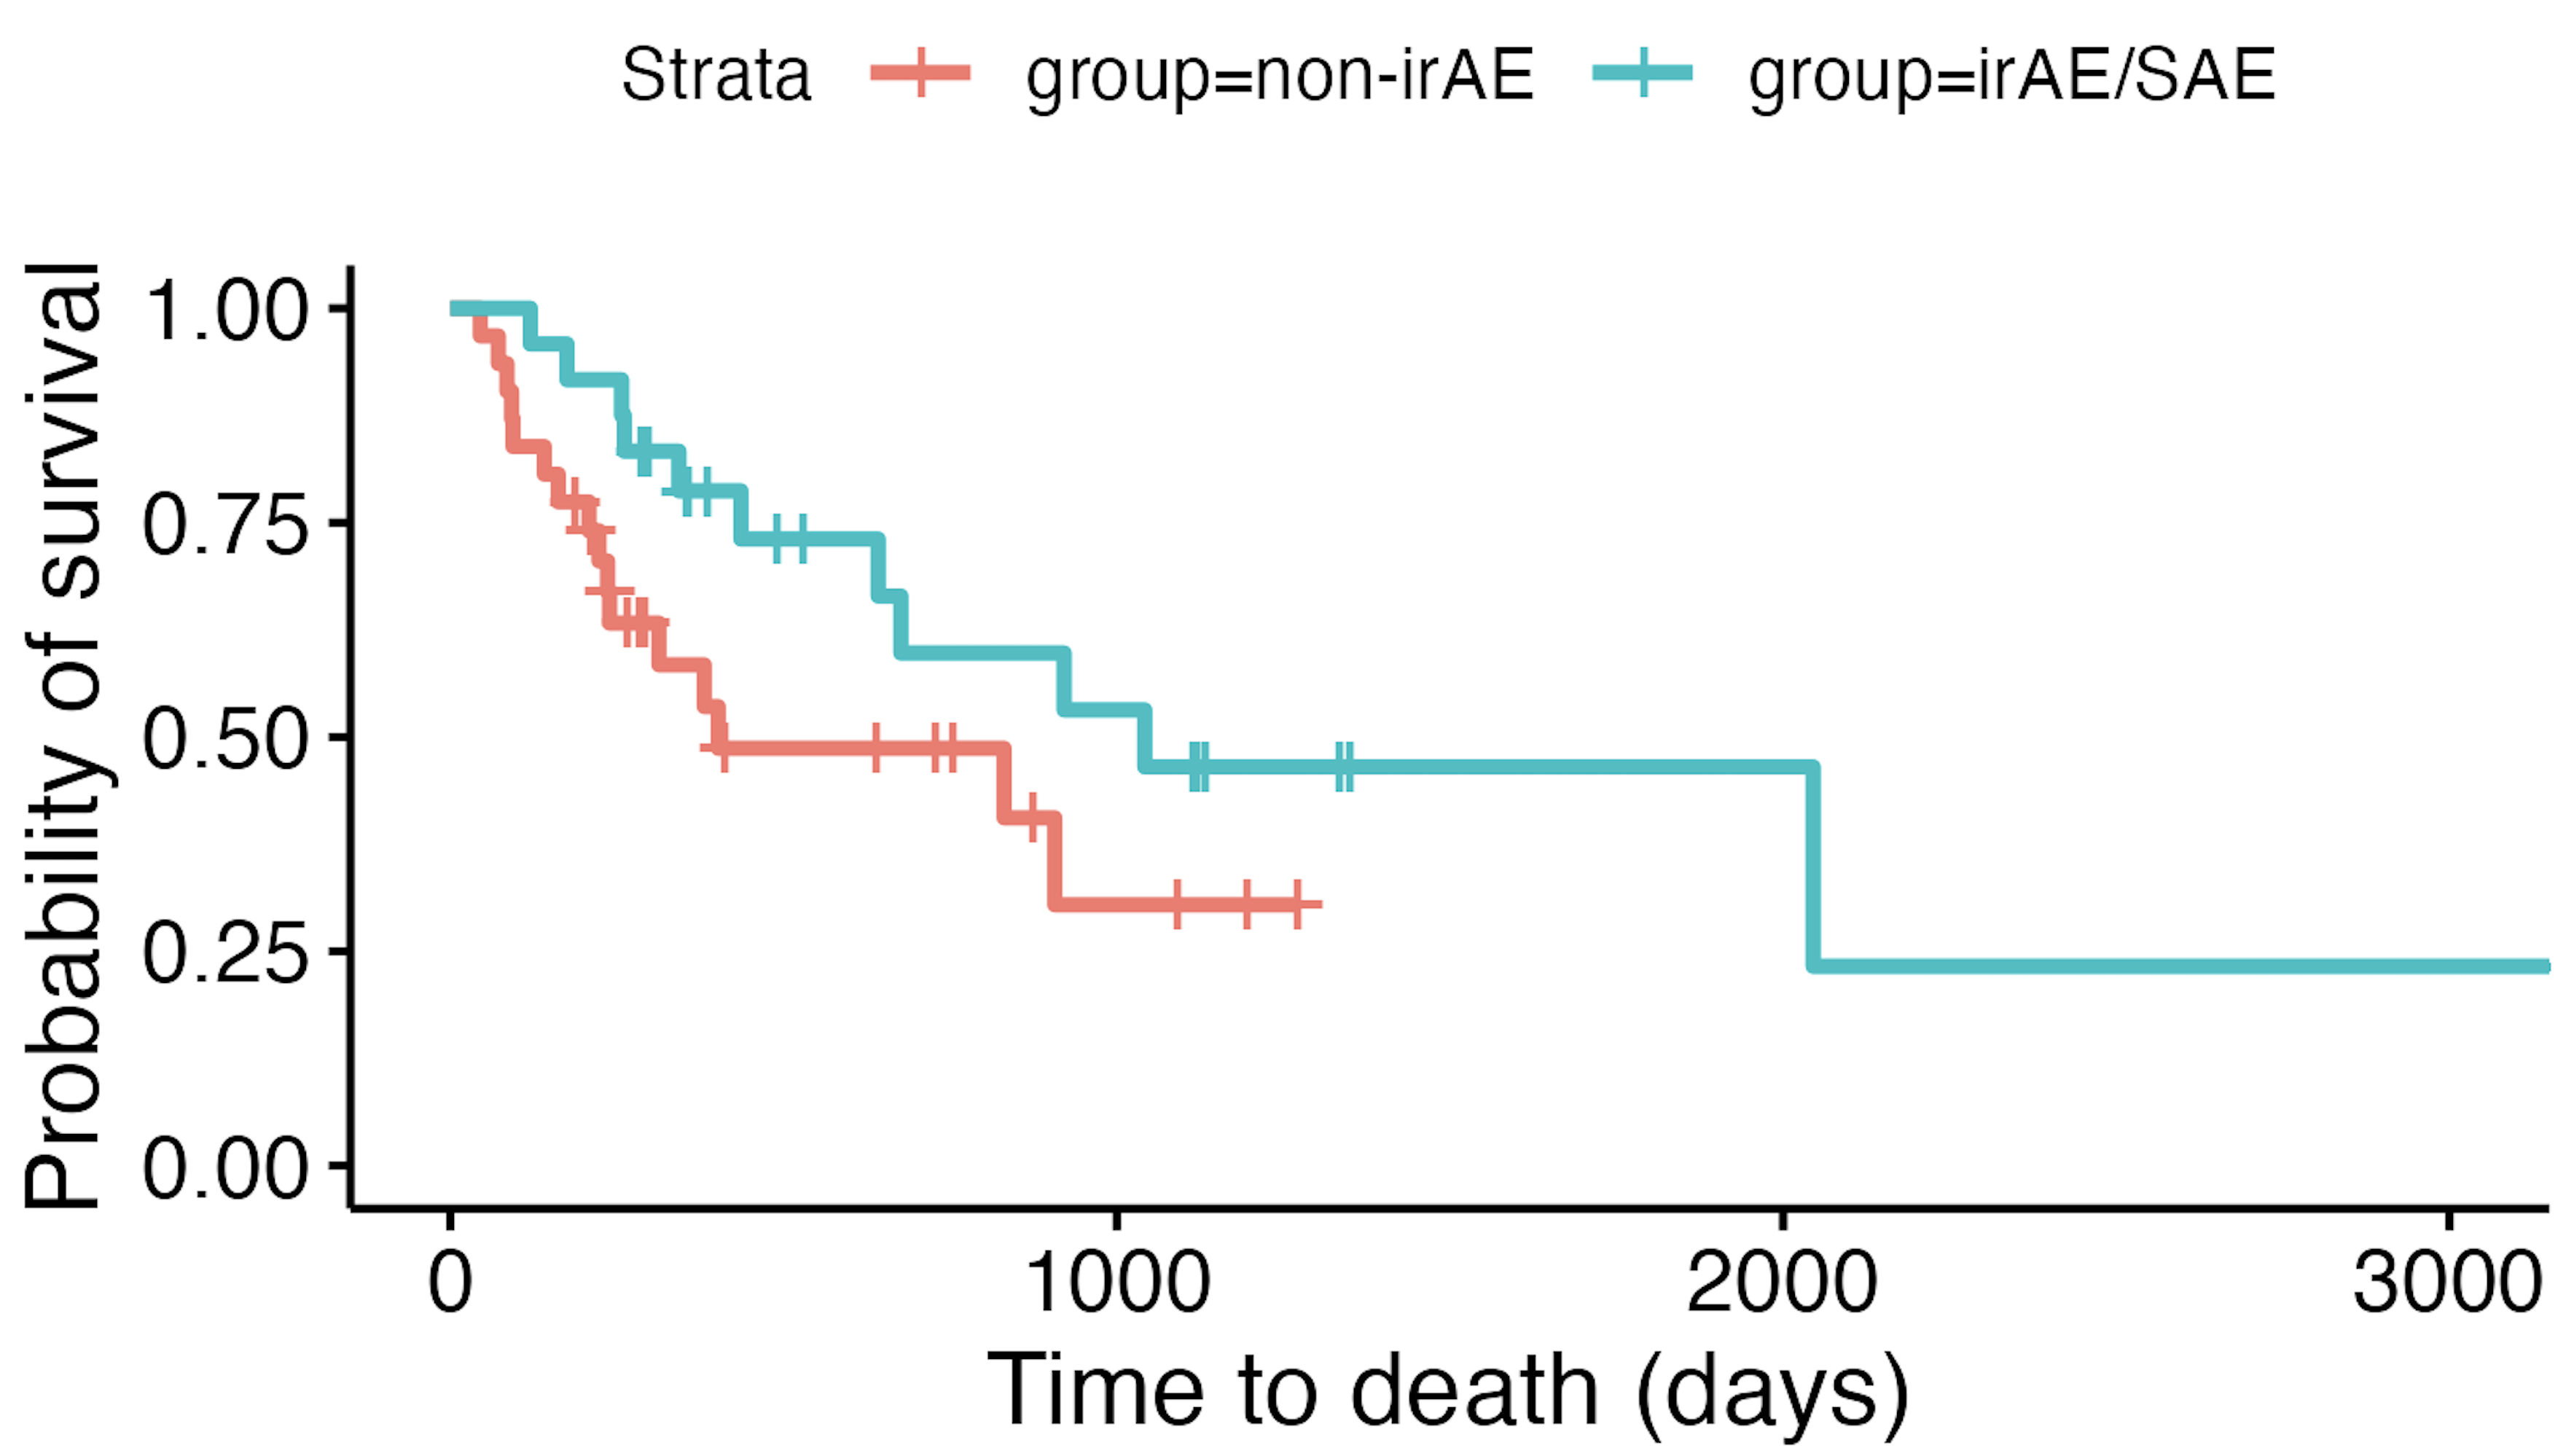 Strata group=non-irAE group=irAE/SAE
Probability of survival
1.00
0.75
0.50
0.25
0.00
0 1000 2000 3000
Time to death (days)